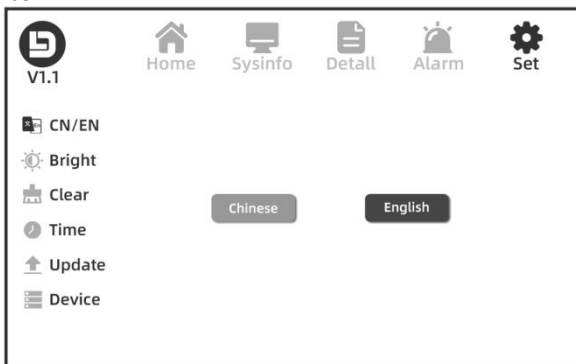 V1.1
Home Sysinfo Detall Alarm Set
CN/EN
Bright
Clear
Time
Update
Device
Chinese English